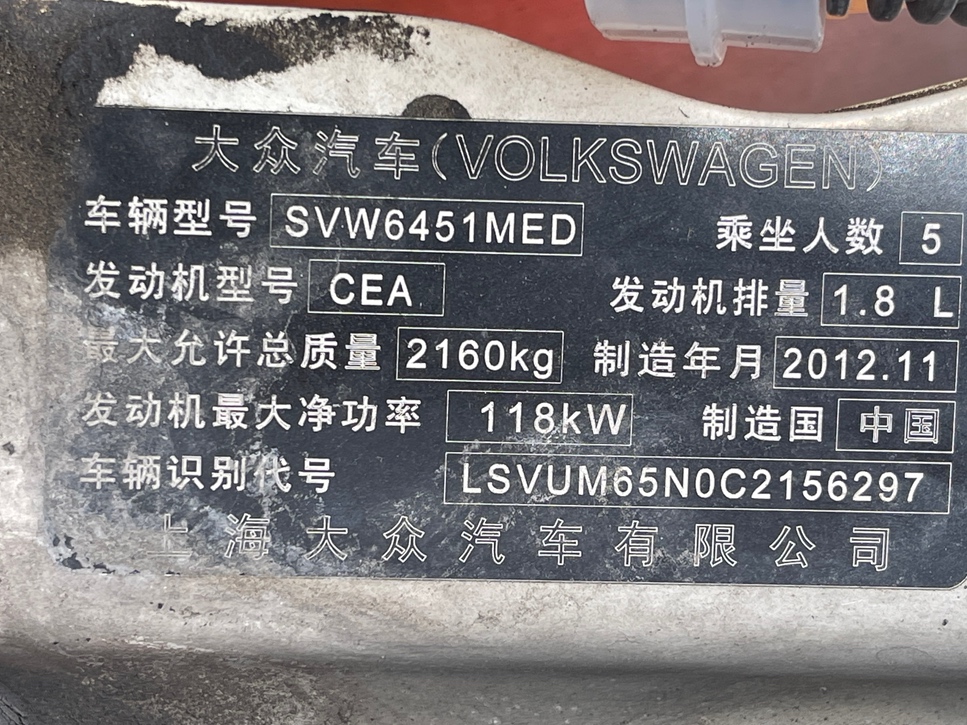 大众汽车(VOLKSWAGEN)
车辆型号 SVW6451MED 乘坐人数 5
发动机型号 CEA 发动机排量 1.8 L
最大允许总质量 2160kg 制造年月 2012.11
发动机最大净功率 118kW 制造国 中国
车辆识别代号 LSVUM65N0C2156297
上海大众汽车有限公司